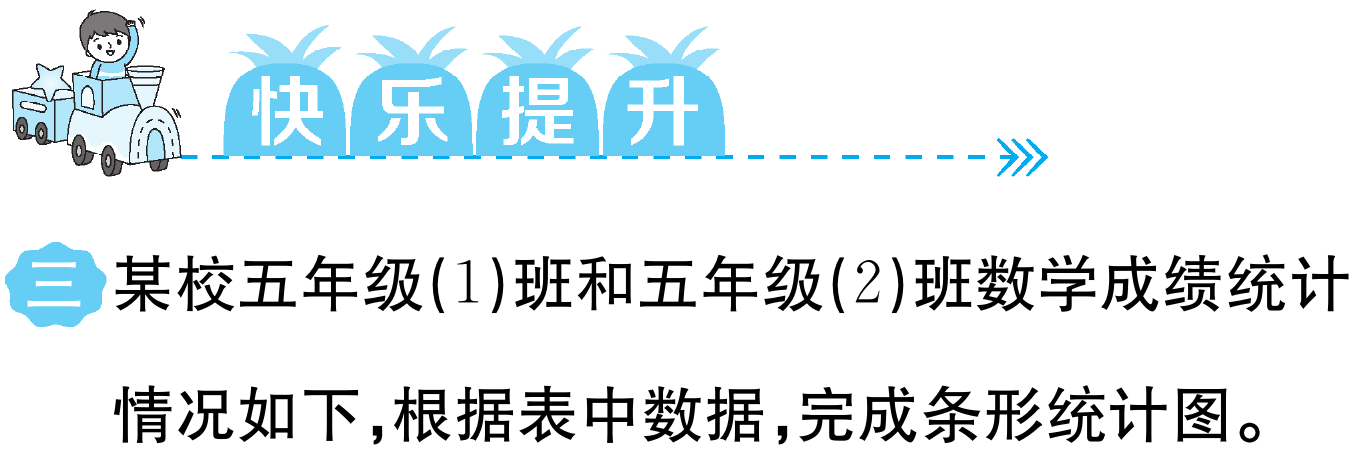 快乐提升
三 某校五年级(1)班和五年级(2)班数学成绩统计
情况如下,根据表中数据,完成条形统计图。